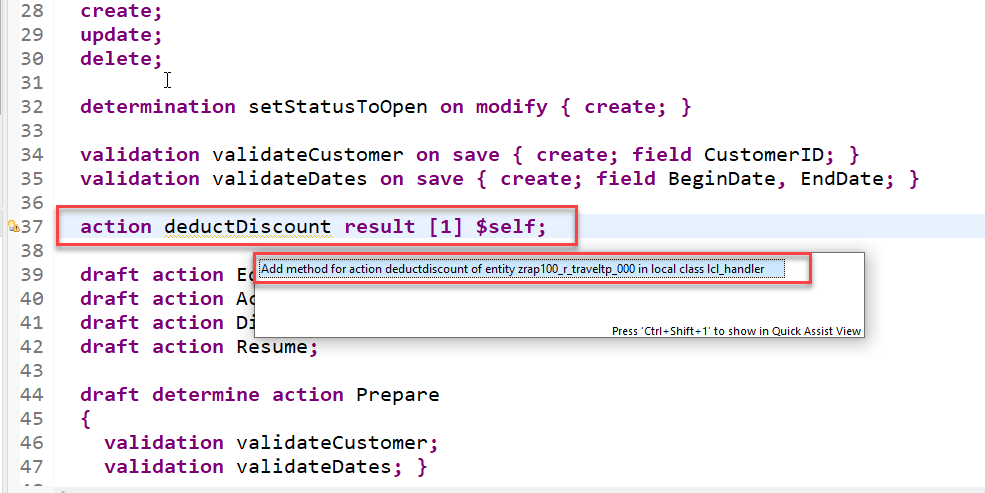 28 create;
29 update;
30 delete;
31
32 determination setStatusToOpen on modify { create; }
33
34 validation validateCustomer on save { create; field CustomerID; }
35 validation validateDates on save { create; field BeginDate, EndDate; }
36
37 action deductDiscount result [1] $self;
38
Add method for action deductdiscount of entity zrap100_r_traveltp_000 in local class lcl_handler
39 draft action Ed
40 draft action Ac
41 draft action Di
Press 'Ctrl+Shift+1' to show in Quick Assist View
42 draft action Resume;
43
44 draft determine action Prepare
45 {
46 validation validateCustomer;
47 validation validateDates; }